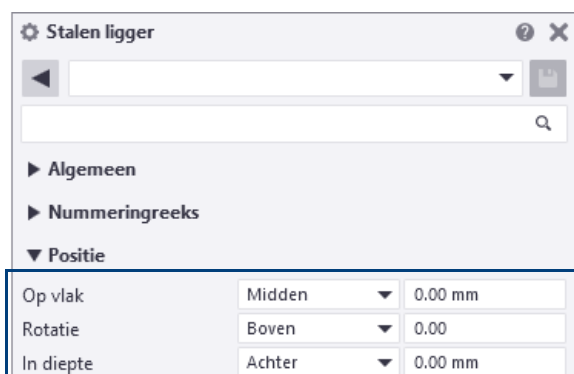 Stalen ligger
Algemeen
Nummeringreeks
Positie
Op vlak Midden 0.00 mm
Rotatie Boven 0.00
In diepte Achter 0.00 mm